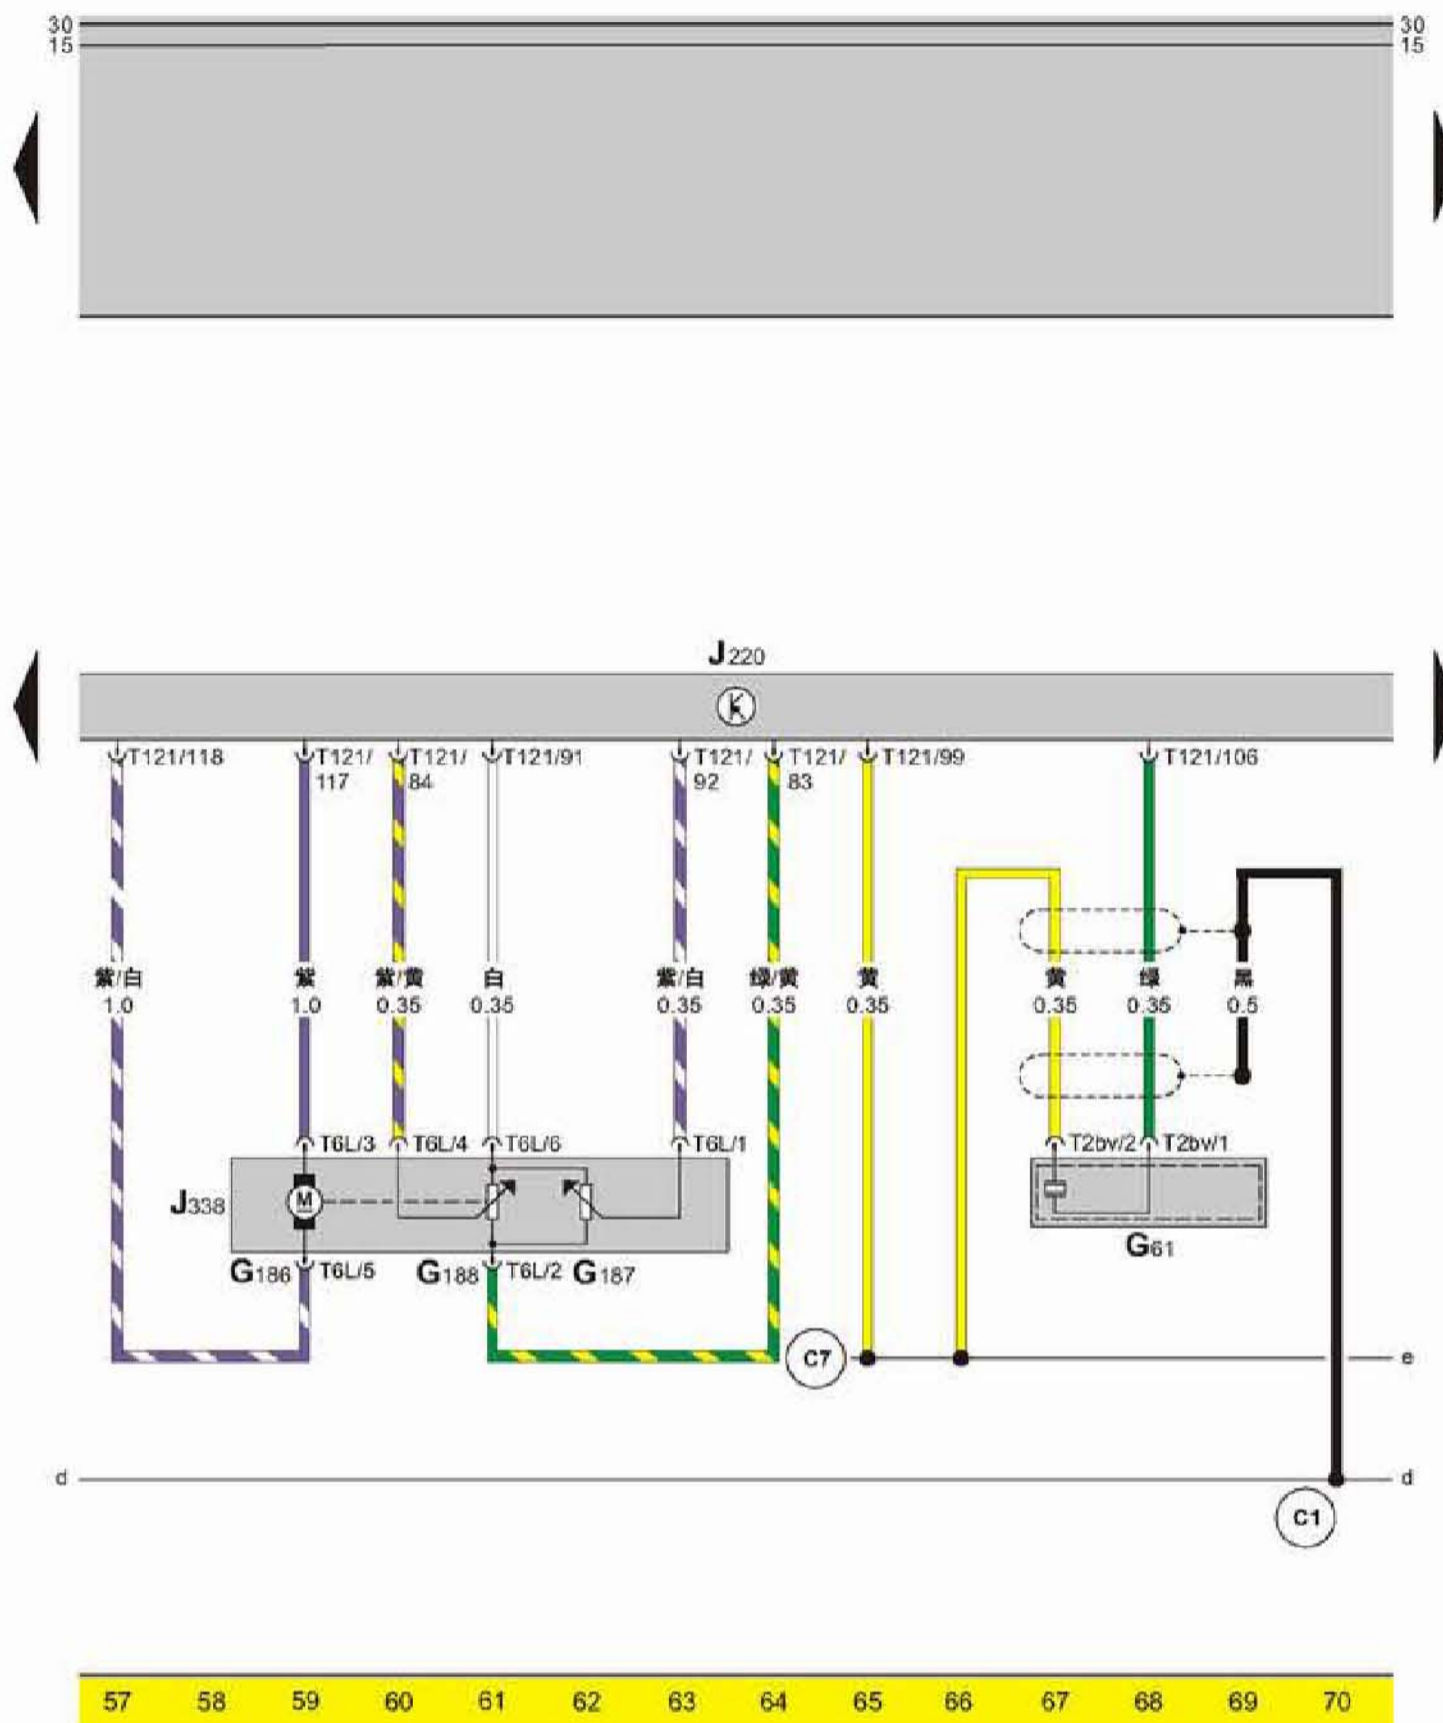 30 30
15 15
J220
T121/118 T121/ T121/ T121/91 T121/ T121/ T121/99 T121/106
117 84 92 83
紫/白 紫 紫/黄 白 紫/白 绿/黄 黄 黄 绿 黑
1.0 1.0 0.35 0.35 0.35 0.35 0.35 0.35 0.35 0.5
T6L/3 T6L/4 T6L/6 T6L/1 T2bv/2 T2bv/1
J338 M
G61
G186 T6L/5 G188 T6L/2 G187
C7 e
d d
C1
57 58 59 60 61 62 63 64 65 66 67 68 69 70